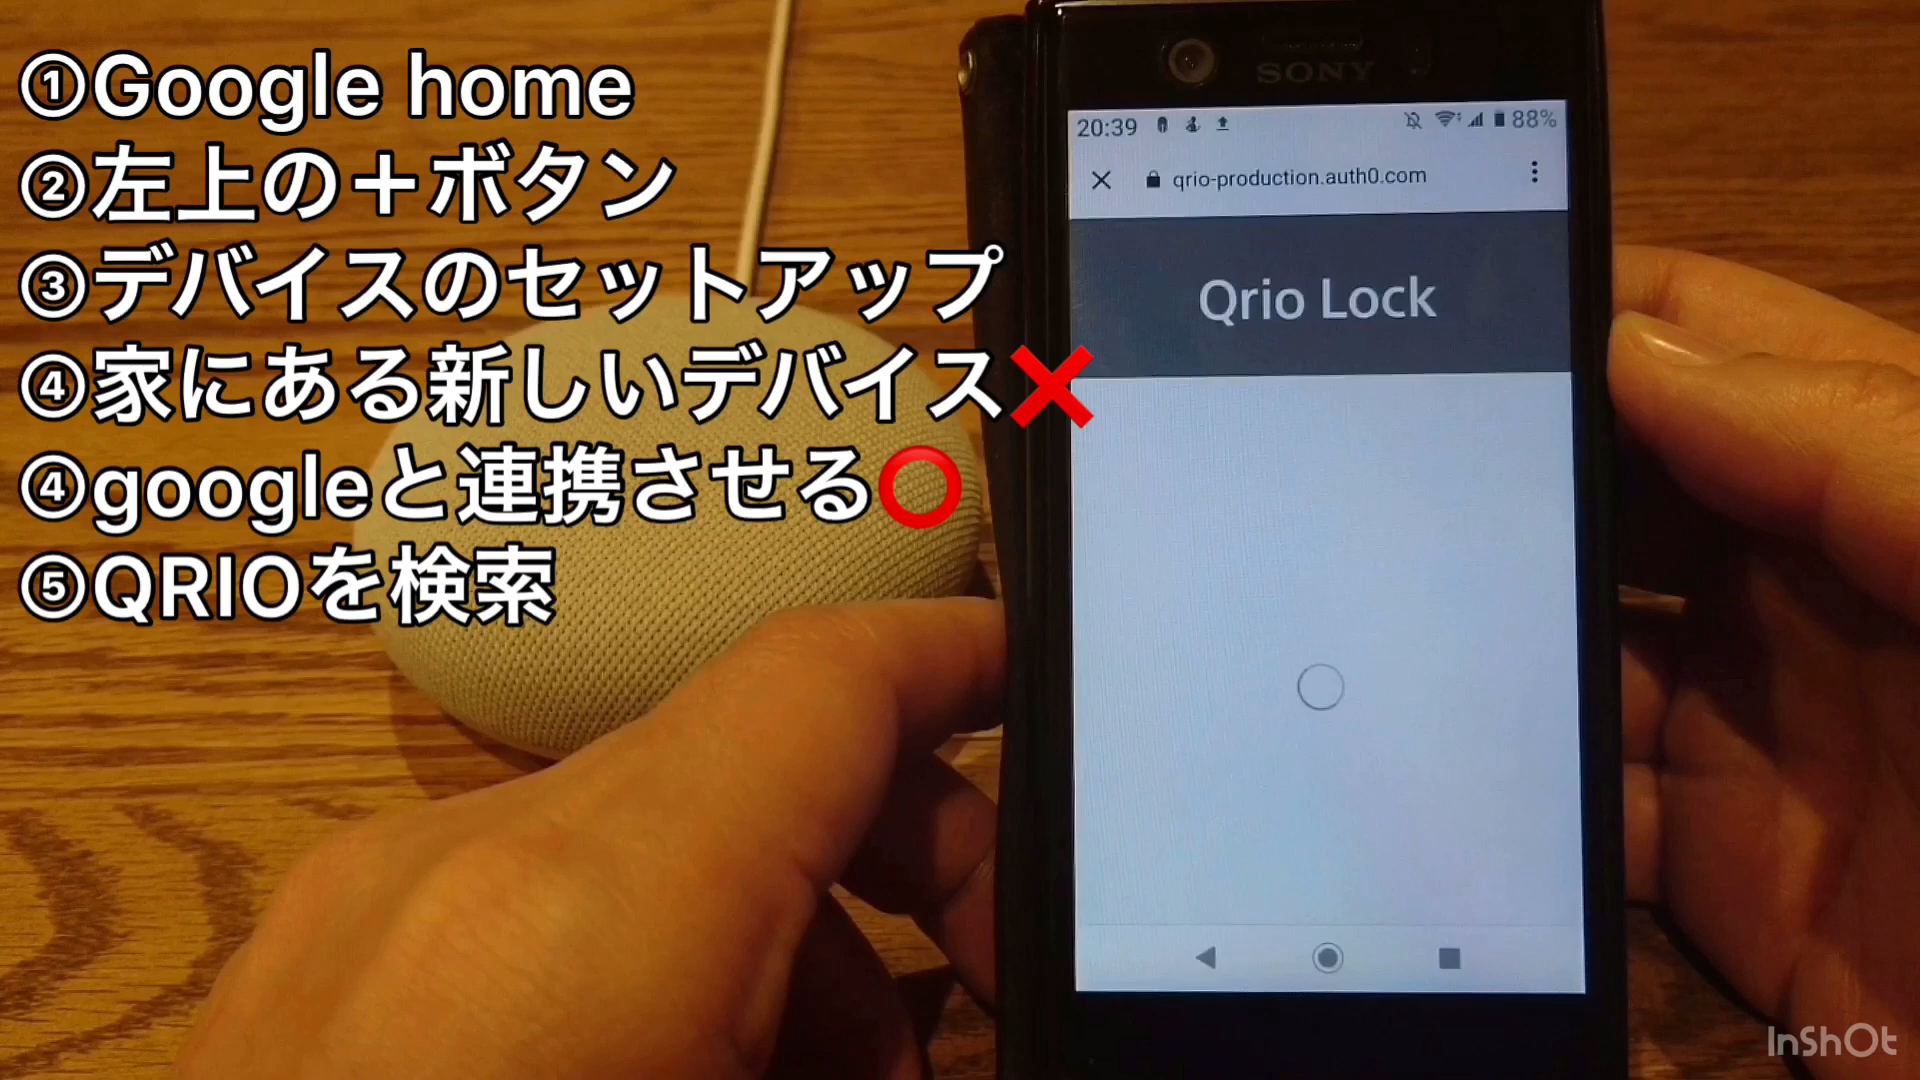 ①Google home
②左上の＋ボタン
③デバイスのセットアップ
④家にある新しいデバイス❌
④googleと連携させる⭕
⑤QRIOを検索
SONY
20:39
88%
qrio-production.auth0.com
Qrio Lock
InShOt